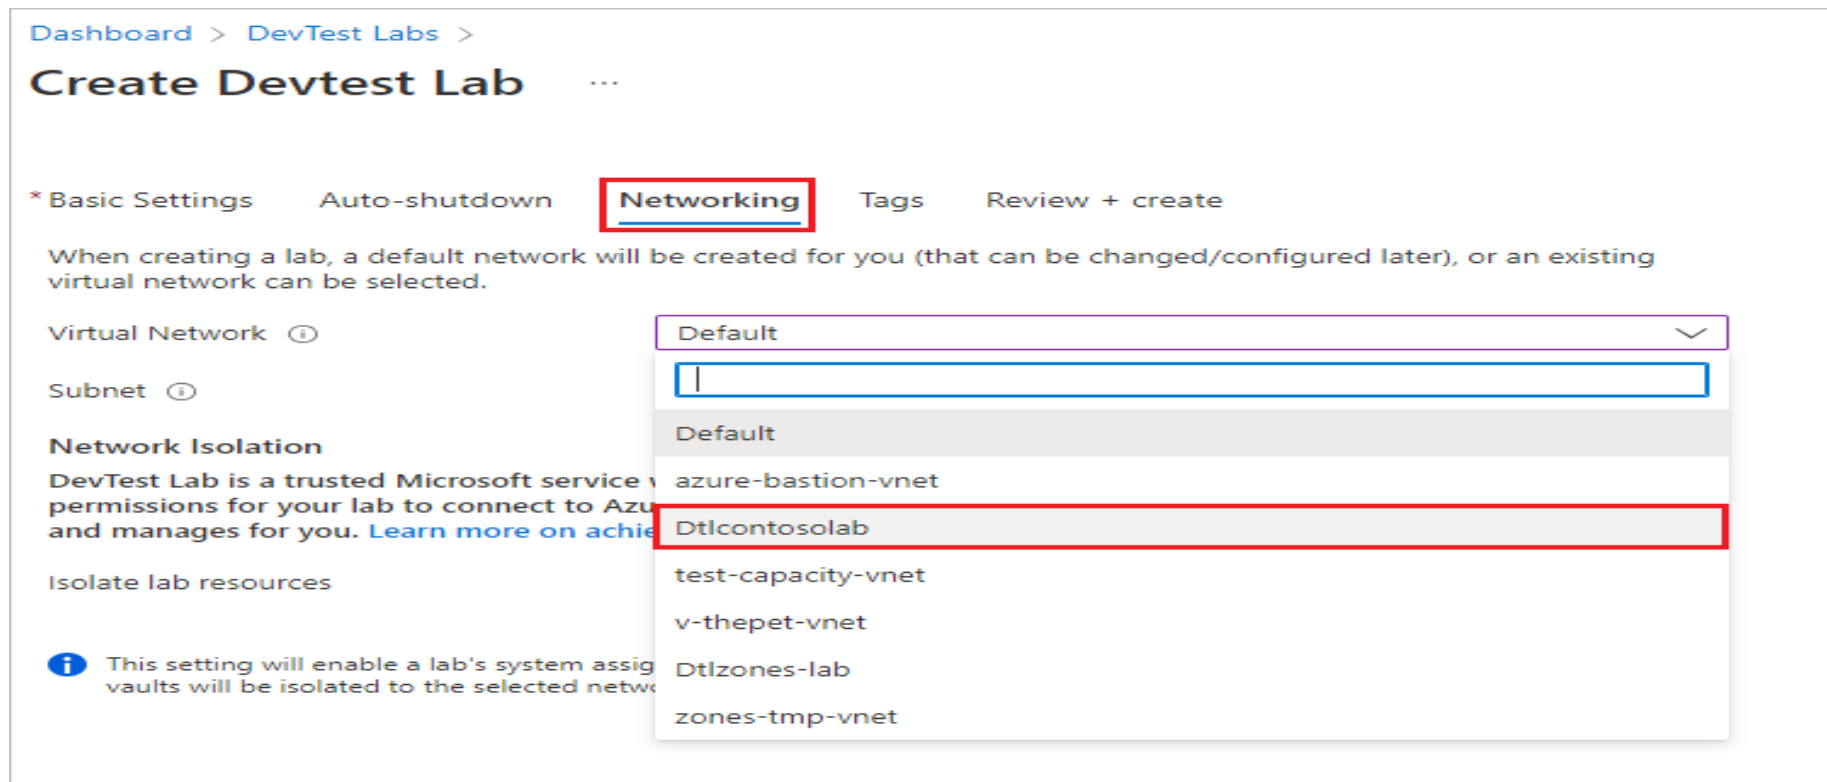 Dashboard > DevTest Labs >
Create Devtest Lab ...
* Basic Settings Auto-shutdown Networking Tags Review + create
When creating a lab, a default network will be created for you (that can be changed/configured later), or an existing
virtual network can be selected.
Virtual Network Default
Subnet
Default
Network Isolation
DevTest Lab is a trusted Microsoft service
azure-bastion-vnet
permissions for your lab to connect to
and manages for you. Learn more on
Dtlcontosolab
test-capacity-vnet
Isolate lab resources
v-thepet-vnet
This setting will enable a lab's system
Dtlzones-lab
vaults will be isolated to the selected
zones-tmp-vnet